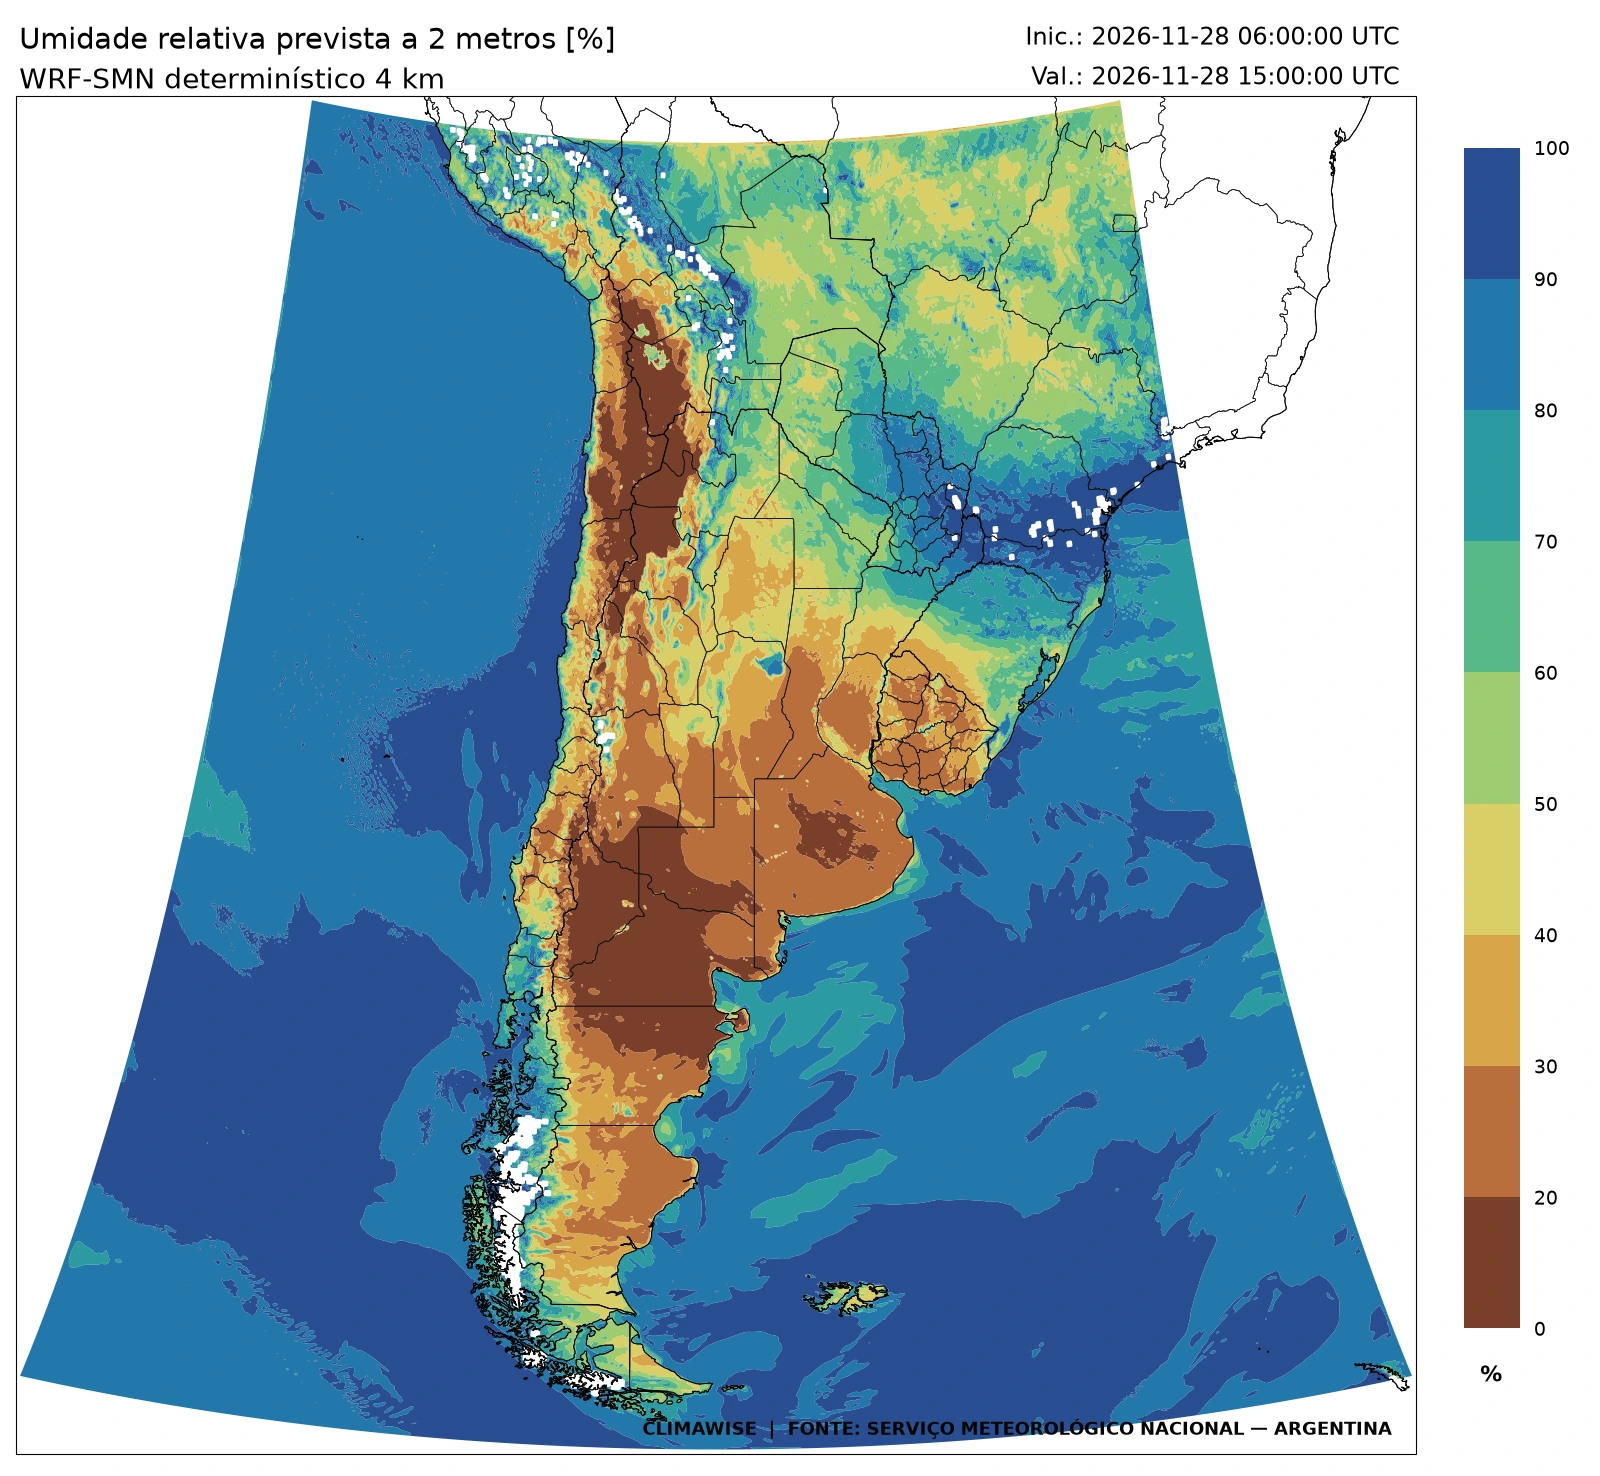 Umidade relativa prevista a 2 metros [%]
WRF-SMN determinístico 4 km
Inic.: 2026-11-28 06:00:00 UTC
Val.: 2026-11-28 15:00:00 UTC
100
90
80
70
60
50
40
30
20
0
%
CLIMAWISE | FONTE: SERVIÇO METEOROLÓGICO NACIONAL — ARGENTINA